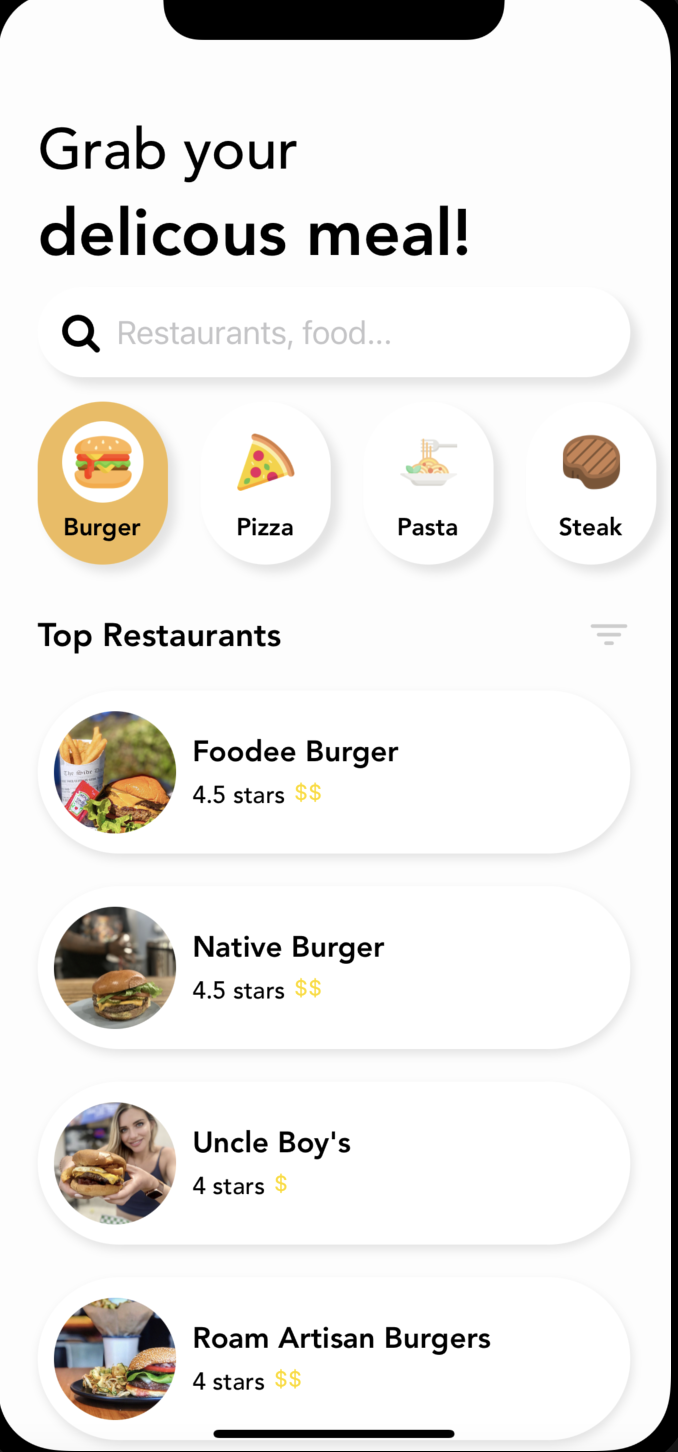 Grab your
delicous meal!
Restaurants, food...
Burger
Pizza
Pasta
Steak
Top Restaurants
Foodee Burger
4.5 stars $$
Native Burger
4.5 stars $$
Uncle Boy's
4 stars $
Roam Artisan Burgers
4 stars $$